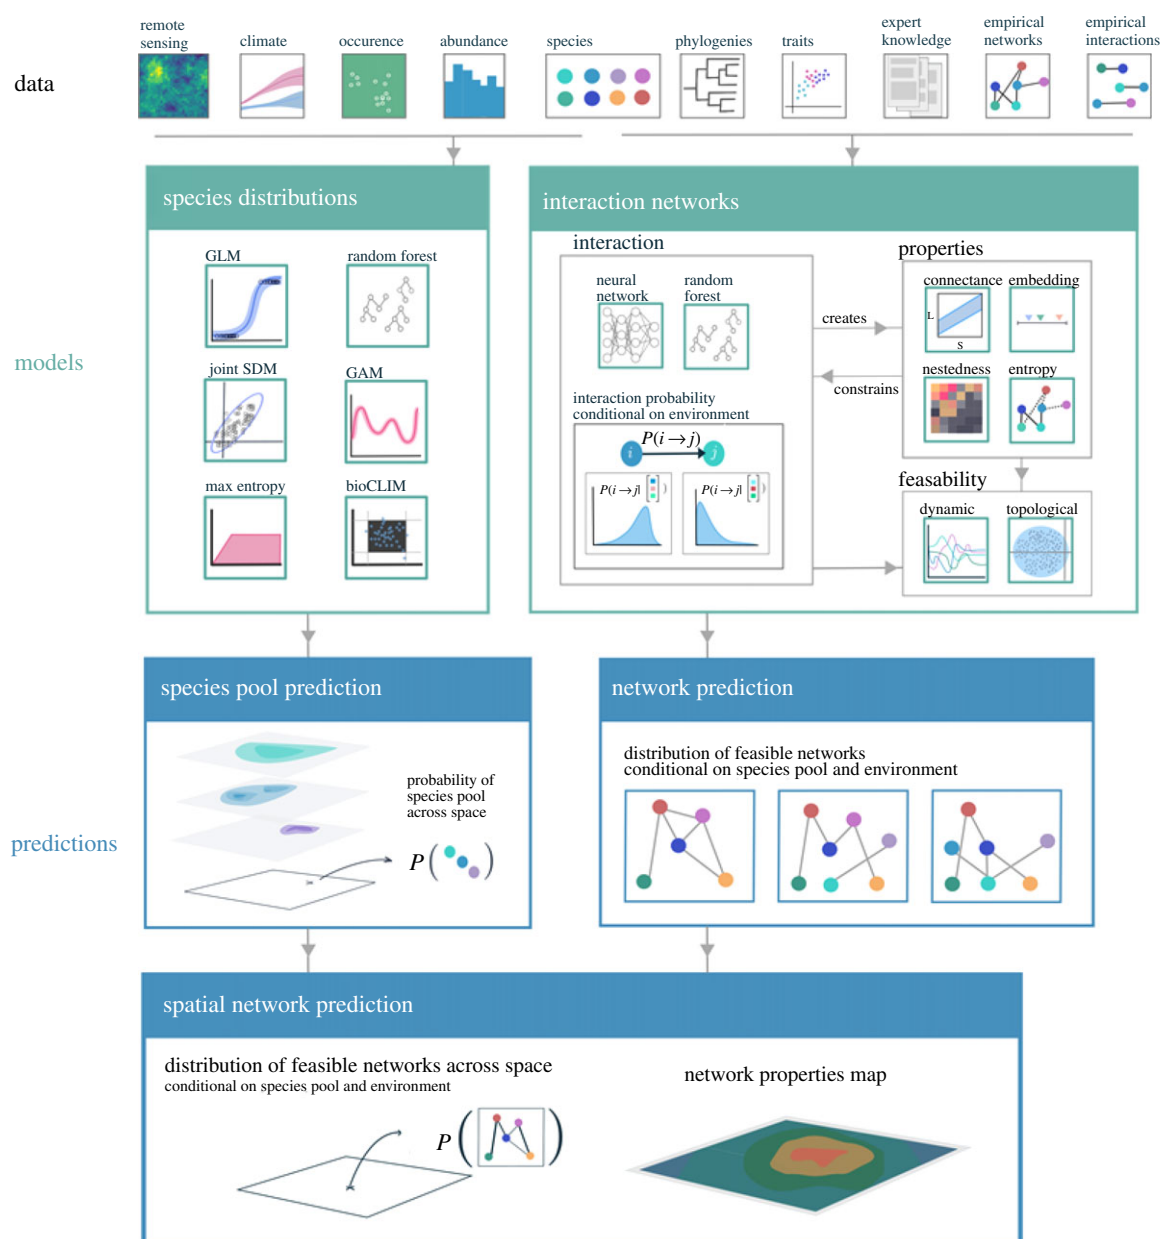 remote
sensing
climate
occurence
abundance
species
phylogenies
traits
expert
knowledge
empirical
networks
empirical
interactions
data
species distributions
interaction networks
models
GLM
random forest
joint SDM
GAM
max entropy
bioCLIM
interaction
neural
network
random
forest
interaction probability
conditional on environment
P(i→j)
i
j
P(i→j|
)
P(i→j|
)
creates
constrains
properties
connectance
embedding
L
S
nestedness
entropy
feasability
dynamic
topological
predictions
species pool prediction
probability of
species pool
across space
P( )
network prediction
distribution of feasible networks
conditional on species pool and environment
spatial network prediction
distribution of feasible networks across space
conditional on species pool and environment
P( )
network properties map